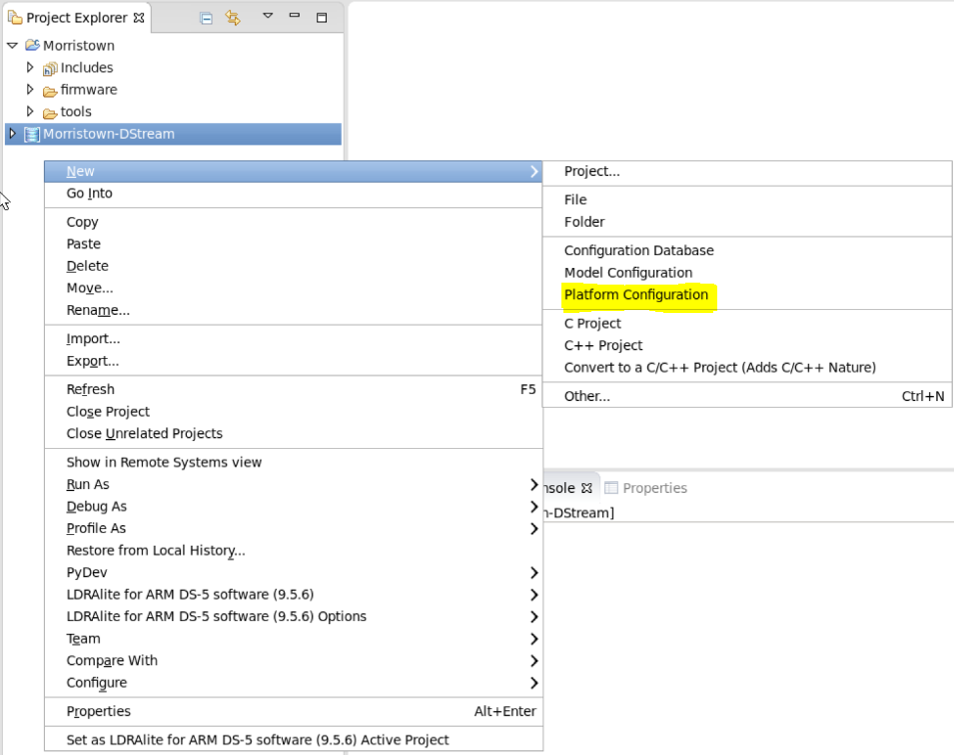 Project Explorer
Morristown
Includes
firmware
tools
Morristown-DStream
New
Go Into
Copy
Paste
Delete
Move...
Rename...
Import...
Export...
Refresh F5
Close Project
Close Unrelated Projects
Show in Remote Systems view
Run As
Debug As
Profile As
Restore from Local History...
PyDev
LDRAlite for ARM DS-5 software (9.5.6)
LDRAlite for ARM DS-5 software (9.5.6) Options
Team
Compare With
Configure
Properties Alt+Enter
Set as LDRAlite for ARM DS-5 software (9.5.6) Active Project
Project...
File
Folder
Configuration Database
Model Configuration
Platform Configuration
C Project
C++ Project
Convert to a C/C++ Project (Adds C/C++ Nature)
Other... Ctrl+N
nsole Properties
n-DStream]